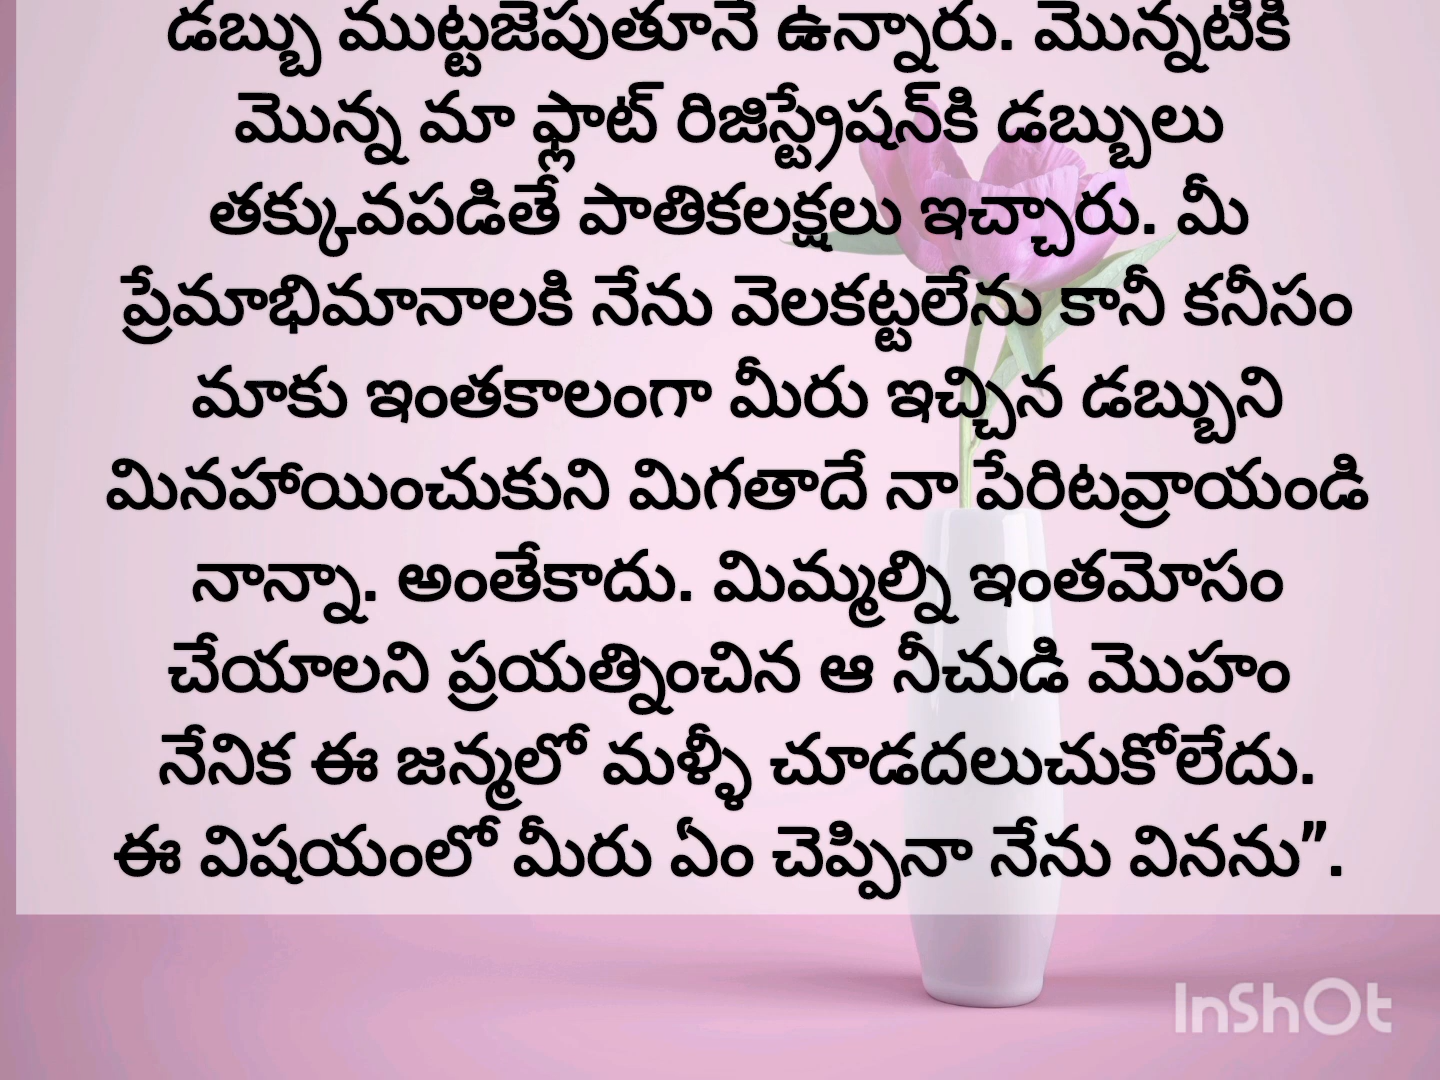 డబ్బు ముట్టజెపుతూనే ఉన్నారు. మొన్నటికి
మొన్న మా ఫ్లాట్ రిజిస్ట్రేషన్‌కి డబ్బులు
తక్కువపడితే పాతికలక్షలు ఇచ్చారు. మీ
ప్రేమాభిమానాలకి నేను వెలకట్టలేను కానీ కనీసం
మాకు ఇంతకాలంగా మీరు ఇచ్చిన డబ్బుని
మినహాయించుకుని మిగతాదే నా పేరిటవ్రాయండి
నాన్నా. అంతేకాదు. మిమ్మల్ని ఇంతమోసం
చేయాలని ప్రయత్నించిన ఆ నీచుడి మొహం
నేనిక ఈ జన్మలో మళ్ళీ చూడదలుచుకోలేదు.
ఈ విషయంలో మీరు ఏం చెప్పినా నేను వినను”.
InShOt